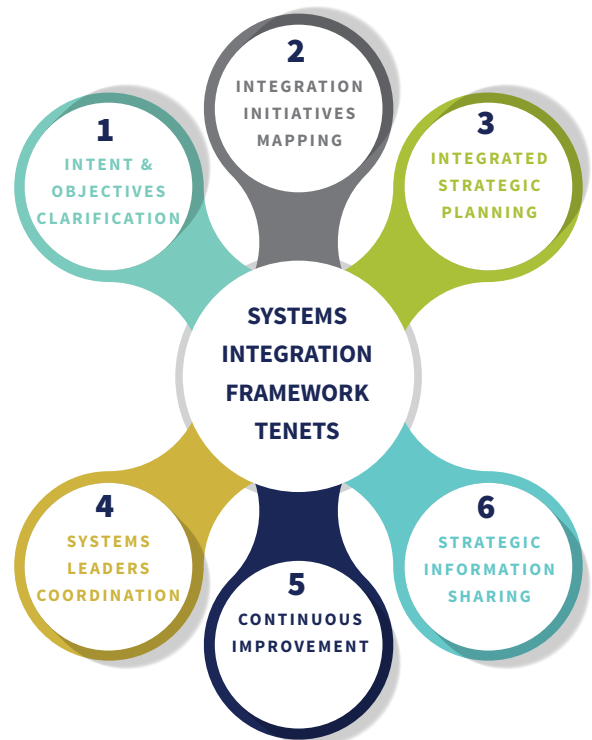 1
INTENT &
OBJECTIVES
CLARIFICATION
2
INTEGRATION
INITIATIVES
MAPPING
3
INTEGRATED
STRATEGIC
PLANNING
SYSTEMS
INTEGRATION
FRAMEWORK
TENETS
4
SYSTEMS
LEADERS
COORDINATION
5
CONTINUOUS
IMPROVEMENT
6
STRATEGIC
INFORMATION
SHARING